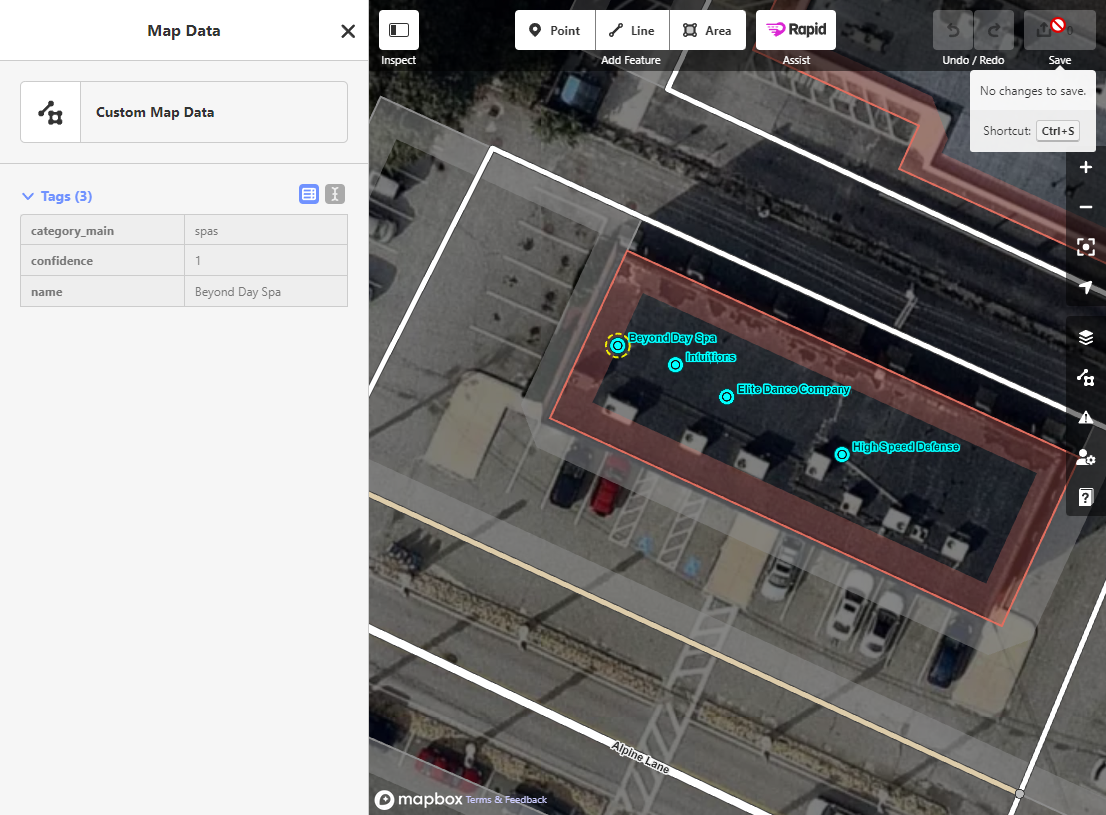 Map Data
Custom Map Data
Tags (3)
category_main spas
confidence 1
name Beyond Day Spa
Inspect
Point Line Area
Add Feature
Rapid
Assist
Undo / Redo
0
Save
No changes to save.
Shortcut: Ctrl+S
Beyond Day Spa
Intuitions
Elite Dance Company
High Speed Defense
Alpine Lane
mapbox Terms & Feedback